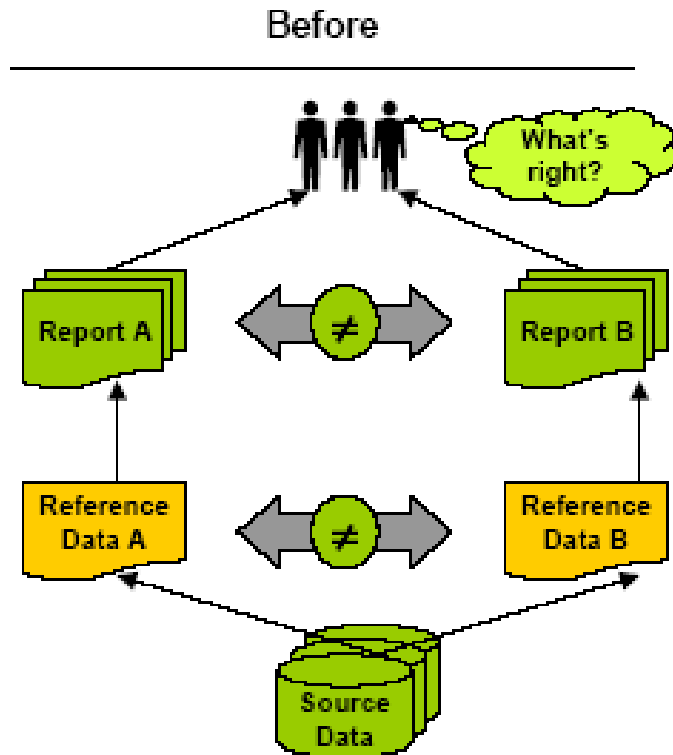 Before
What's
right?
Report A
≠
Report B
Reference
Data A
≠
Reference
Data B
Source
Data